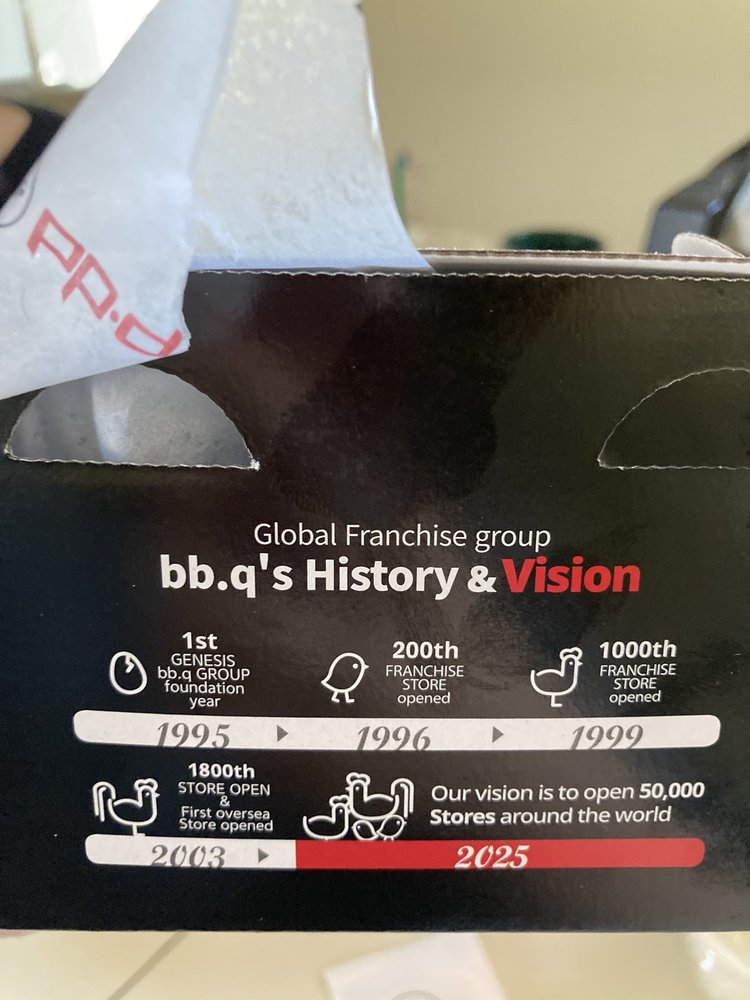 bb.q
Global Franchise group
bb.q's History & Vision
1st
GENESIS
bb.q GROUP
foundation
year
1995
200th
FRANCHISE
STORE
opened
1996
1000th
FRANCHISE
STORE
opened
1999
1800th
STORE OPEN
&
First oversea
Store opened
2003
Our vision is to open 50,000
Stores around the world
2025